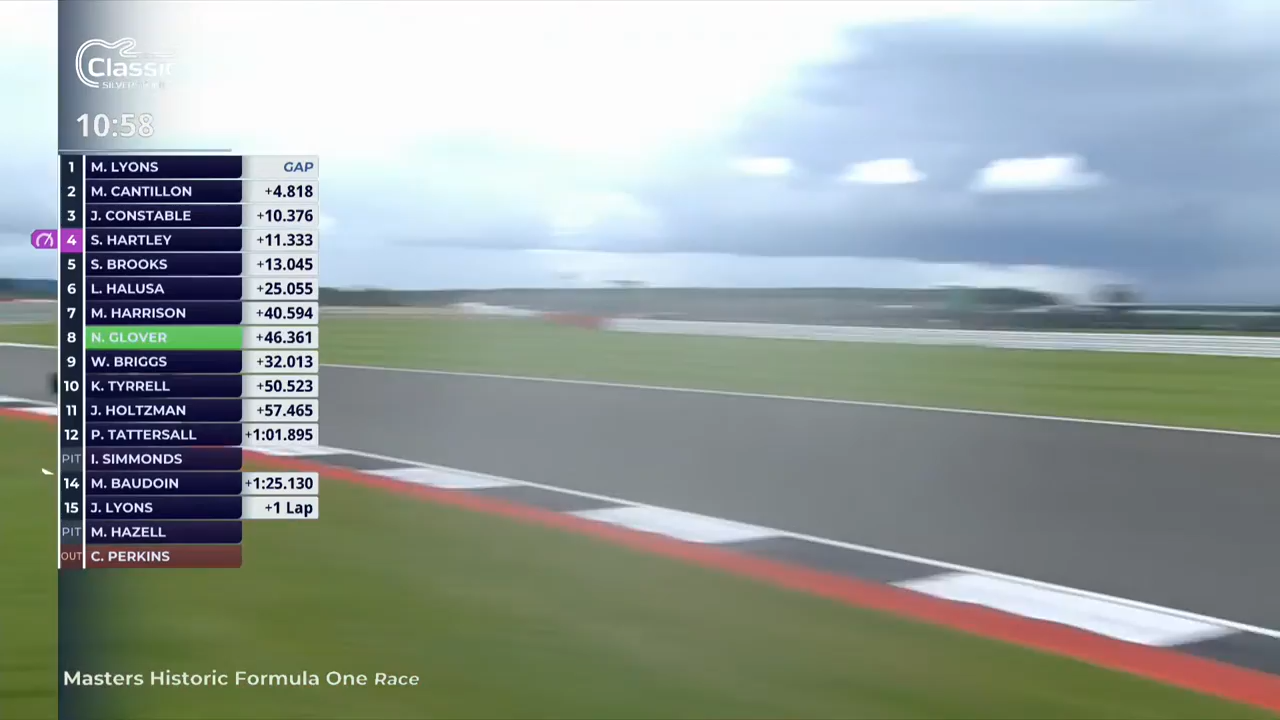 Classic
10:58
1 M. LYONS GAP
2 M. CANTILLON +4.818
3 J. CONSTABLE +10.376
4 S. HARTLEY +11.333
5 S. BROOKS +13.045
6 L. HALUSA +25.055
7 M. HARRISON +40.594
8 N. GLOVER +46.361
9 W. BRIGGS +32.013
10 K. TYRRELL +50.523
11 J. HOLTZMAN +57.465
12 P. TATTERSALL +1:01.895
PIT I. SIMMONDS
14 M. BAUDOIN +1:25.130
15 J. LYONS +1 Lap
PIT M. HAZELL
OUT C. PERKINS
Masters Historic Formula One Race